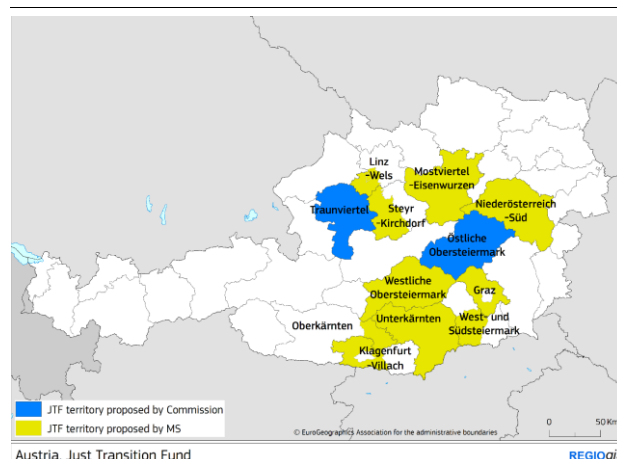 Linz
-Wels
Mostviertel
-Eisenwurzen
Traunviertel
Steyr
-Kirchdorf
Niederösterreich
-Süd
Östliche
Obersteiermark
Westliche
Obersteiermark
Graz
Oberkärnten
Unterkärnten
West- und
Südsteiermark
Klagenfurt
-Villach
JTF territory proposed by Commission
JTF territory proposed by MS
© EuroGeographics Association for the administrative boundaries
0 50 Km
Austria, Just Transition Fund
REGIOgis